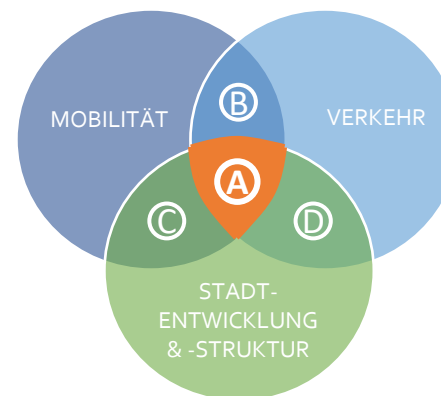 B
MOBILITÄT
VERKEHR
A
C
D
STADT-
ENTWICKLUNG
& -STRUKTUR